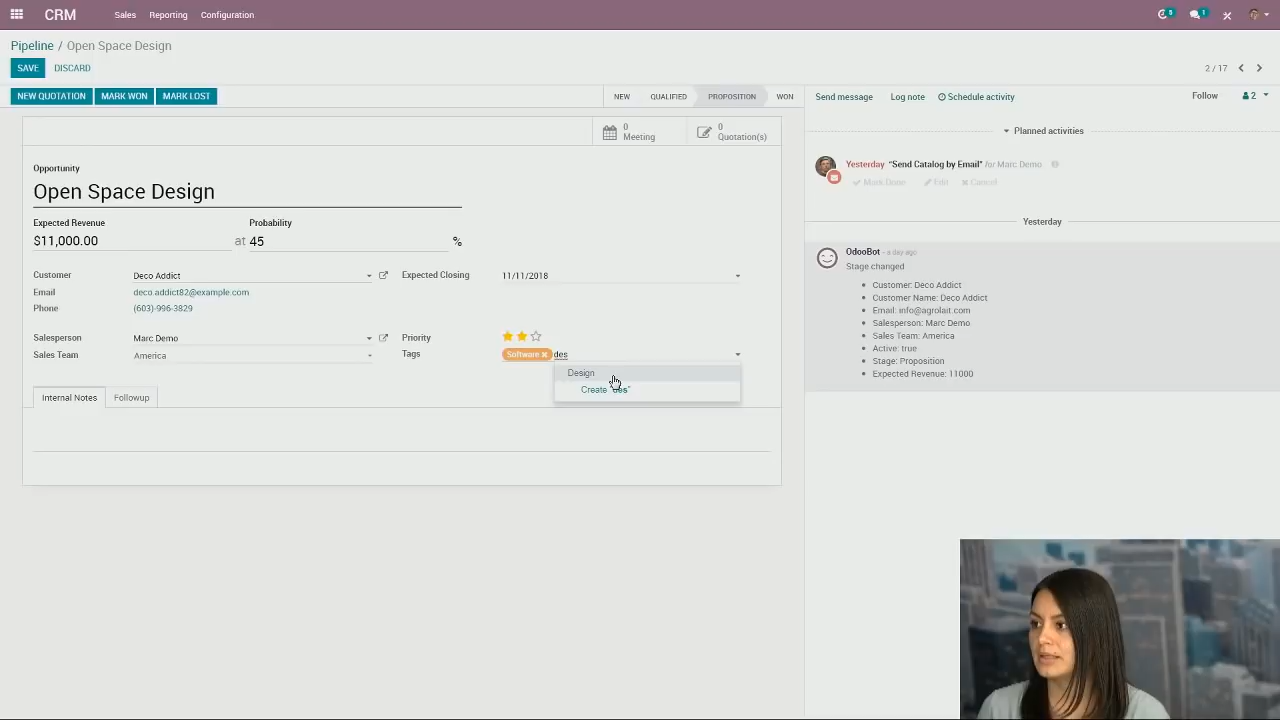 CRM Sales Reporting Configuration 5 1
Pipeline / Open Space Design
SAVE DISCARD 2 / 17
NEW QUOTATION MARK WON MARK LOST NEW QUALIFIED PROPOSITION WON
0 Meeting
0 Quotation(s)
Opportunity
Open Space Design
Expected Revenue Probability
$11,000.00 at 45 %
Customer Deco Addict Expected Closing 11/11/2018
Email deco.addict82@example.com
Phone (603)-996-3829
Salesperson Marc Demo Priority
Sales Team America Tags Software des
Design
Create "des"
Internal Notes Followup
Send message Log note Schedule activity Follow 2
Planned activities
Yesterday "Send Catalog by Email" for Marc Demo
Mark Done Edit Cancel
Yesterday
OdooBot - a day ago
Stage changed
Customer: Deco Addict
Customer Name: Deco Addict
Email: info@agrolait.com
Salesperson: Marc Demo
Sales Team: America
Active: true
Stage: Proposition
Expected Revenue: 11000